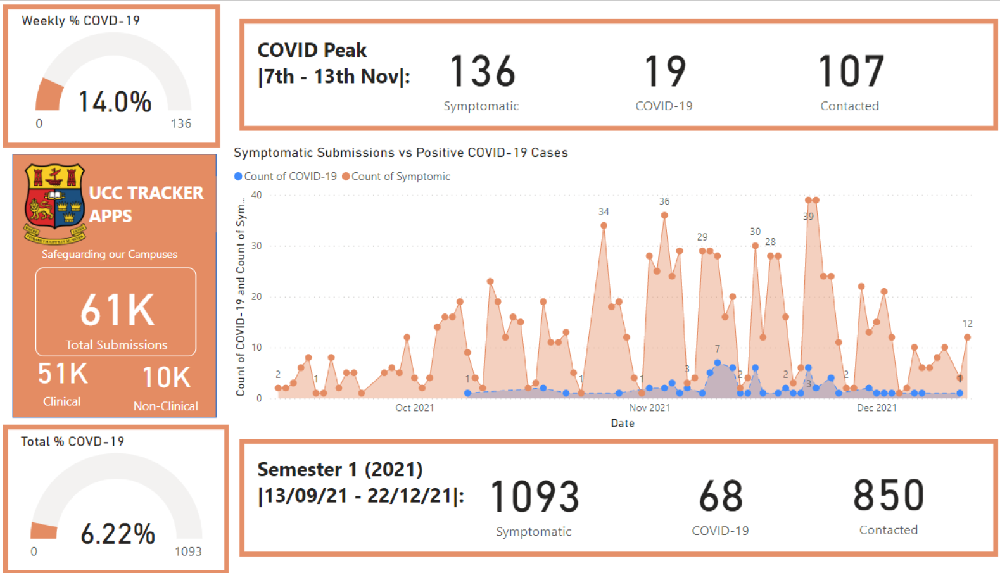 Weekly % COVD-19
14.0%
0
136
COVID Peak
|7th - 13th Nov|:
136
Symptomatic
19
COVID-19
107
Contacted
UCC TRACKER
APPS
Safeguarding our Campuses
61K
Total Submissions
51K
Clinical
10K
Non-Clinical
Symptomatic Submissions vs Positive COVID-19 Cases
Count of COVID-19
Count of Symptomic
Count of COVID-19 and Count of Sym...
40
30
20
10
0
2
1
1
34
1
1
36
3
29
7
2
30
28
2
39
3
2
12
1
Oct 2021
Nov 2021
Dec 2021
Date
Total % COVD-19
6.22%
0
1093
Semester 1 (2021)
|13/09/21 - 22/12/21|:
1093
Symptomatic
68
COVID-19
850
Contacted